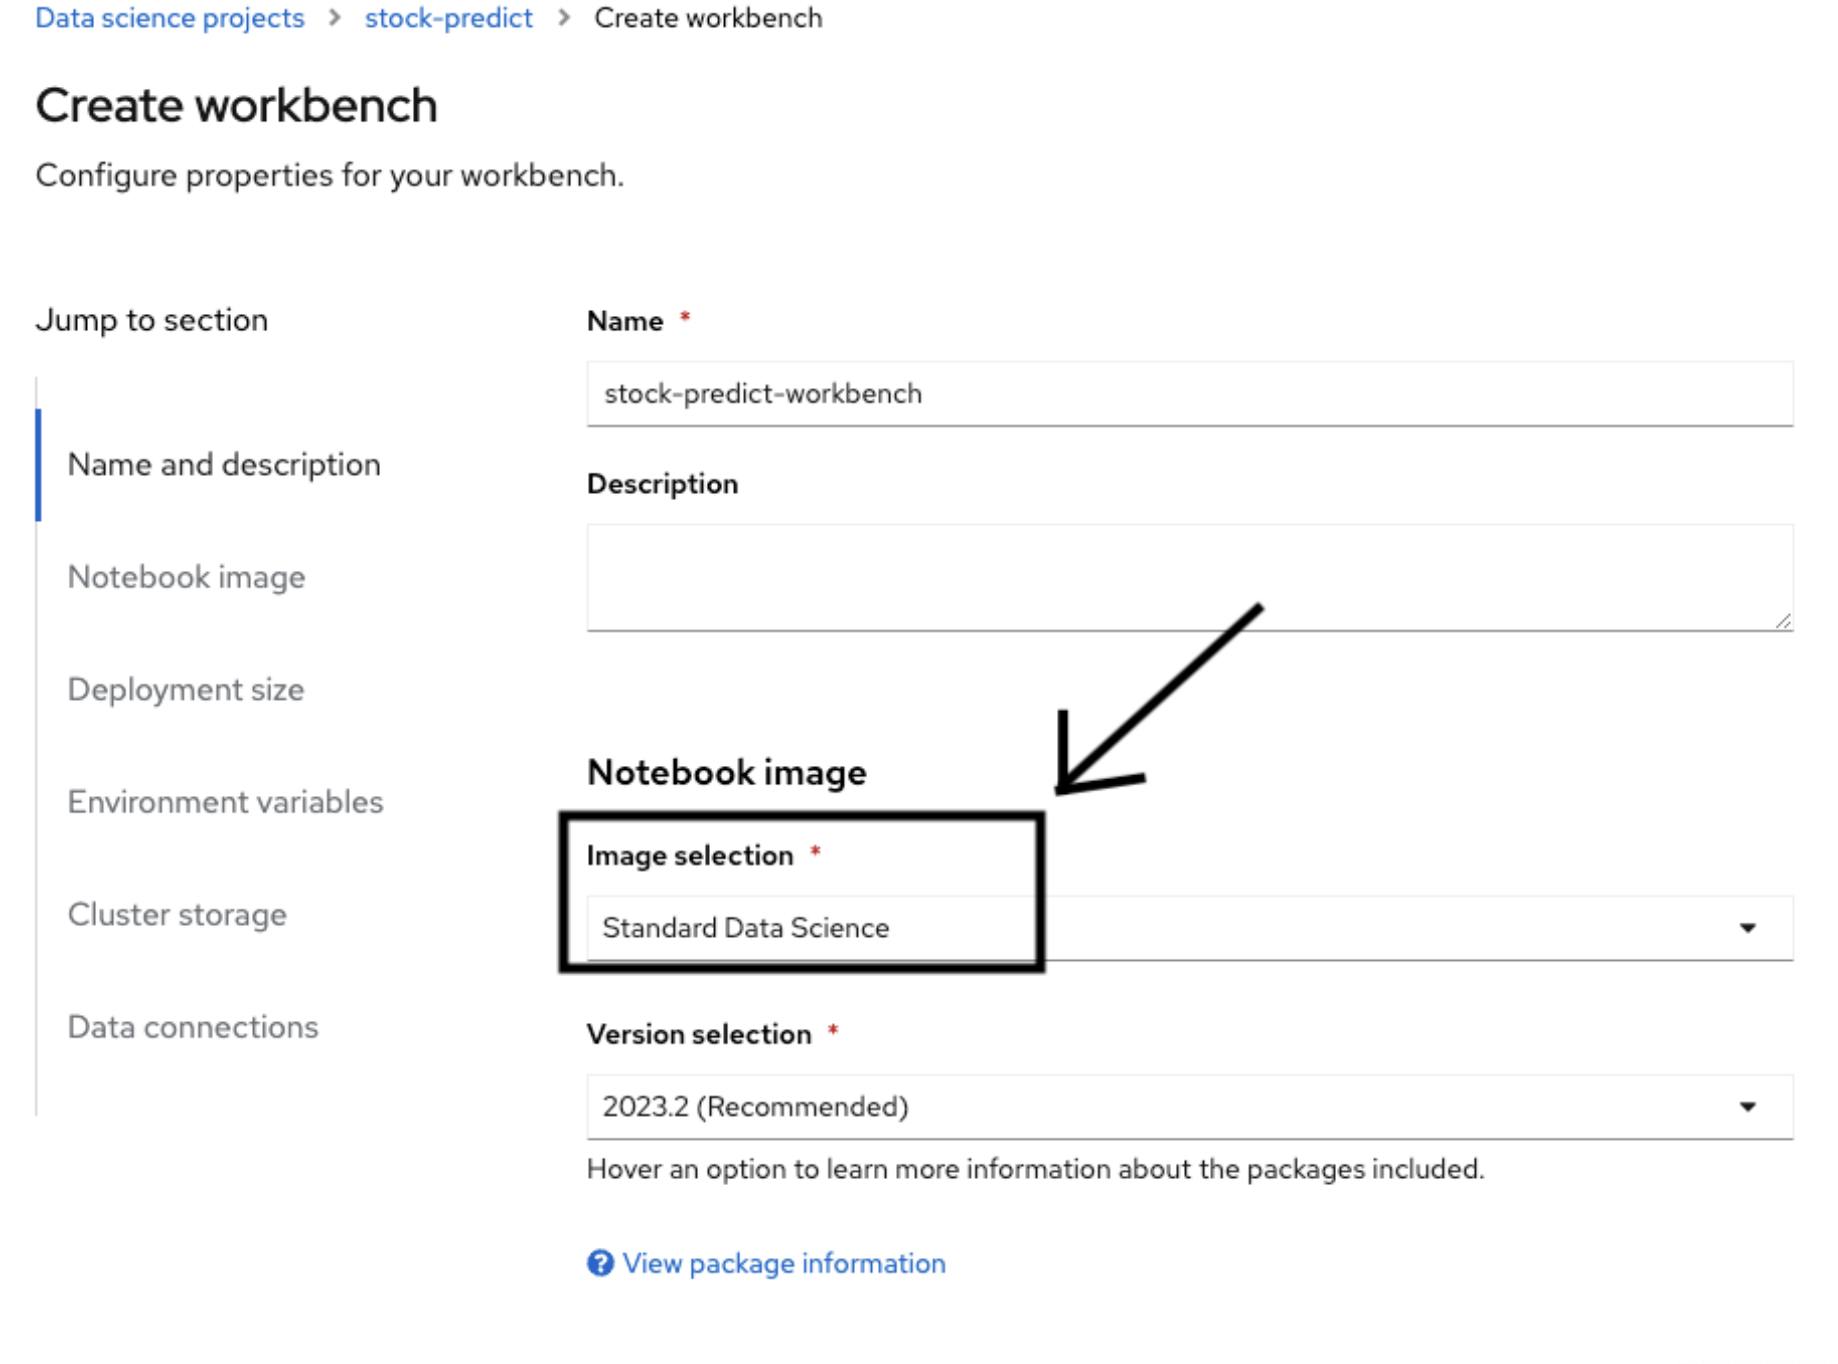 Data science projects > stock-predict > Create workbench
Create workbench
Configure properties for your workbench.
Jump to section
Name and description
Notebook image
Deployment size
Environment variables
Cluster storage
Data connections
Name *
stock-predict-workbench
Description
Notebook image
Image selection *
Standard Data Science
Version selection *
2023.2 (Recommended)
Hover an option to learn more information about the packages included.
? View package information